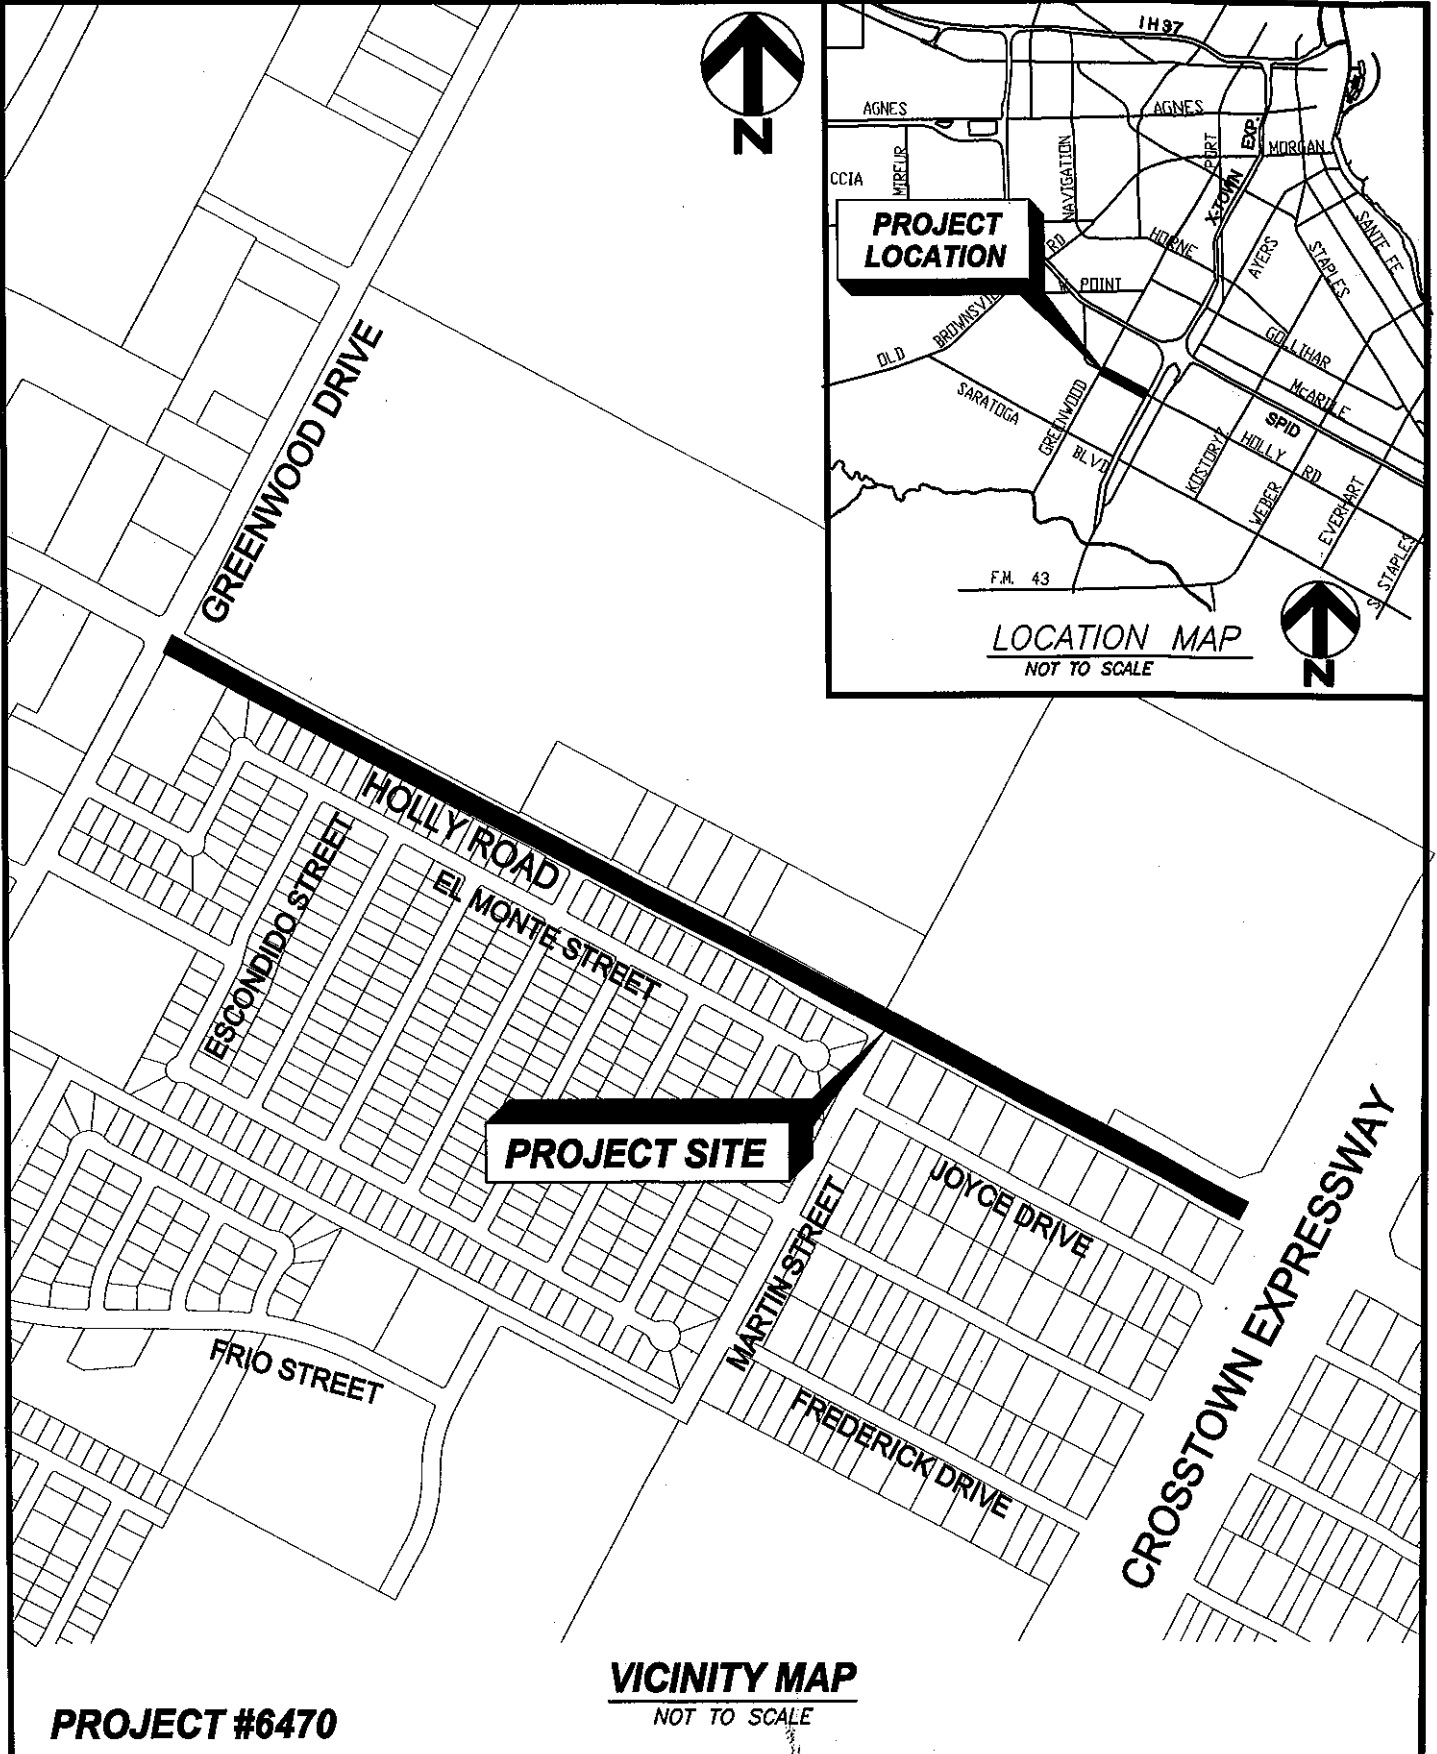 N
IH37
AGNES
AGNES
NAVIGATION
PORT
X-TOWN EXP.
MORGAN
CCIA
PROJECT
LOCATION
RD
HORNE
AYERS
STAPLES
SANTE FE
POINT
OLD
GOLLIHAR
McARDLE
SARATOGA
BLVD
GREENWOOD
SPID
HOLLY RD
WEBER
EVERHART
S. STAPLES
F.M. 43
LOCATION MAP
NOT TO SCALE
N
GREENWOOD DRIVE
HOLLY ROAD
EL MONTE STREET
ESCONDIDO STREET
PROJECT SITE
JOYCE DRIVE
MARTIN STREET
FREDERICK DRIVE
FRIO STREET
CROSSTOWN EXPRESSWAY
VICINITY MAP
NOT TO SCALE
PROJECT #6470